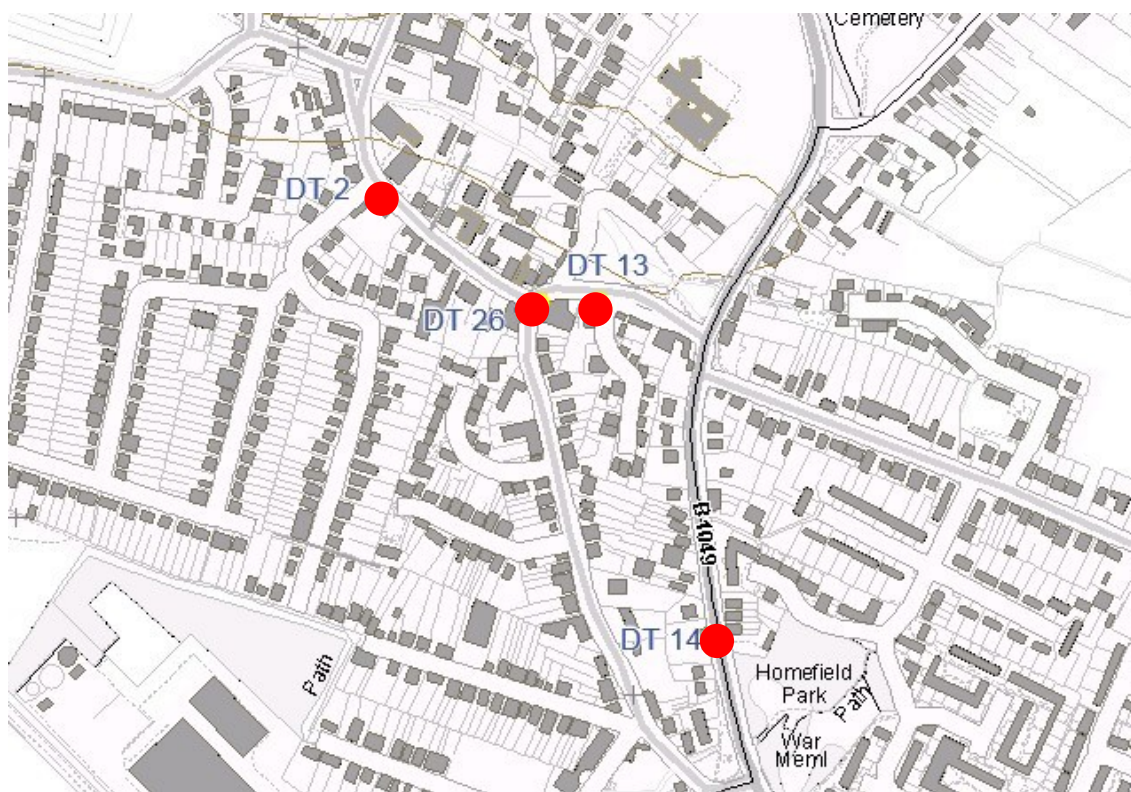 Cemetery
DT 2
DT 13
DT 26
B1049
DT 14
Homefield
Park
Path
Path
War
Meml